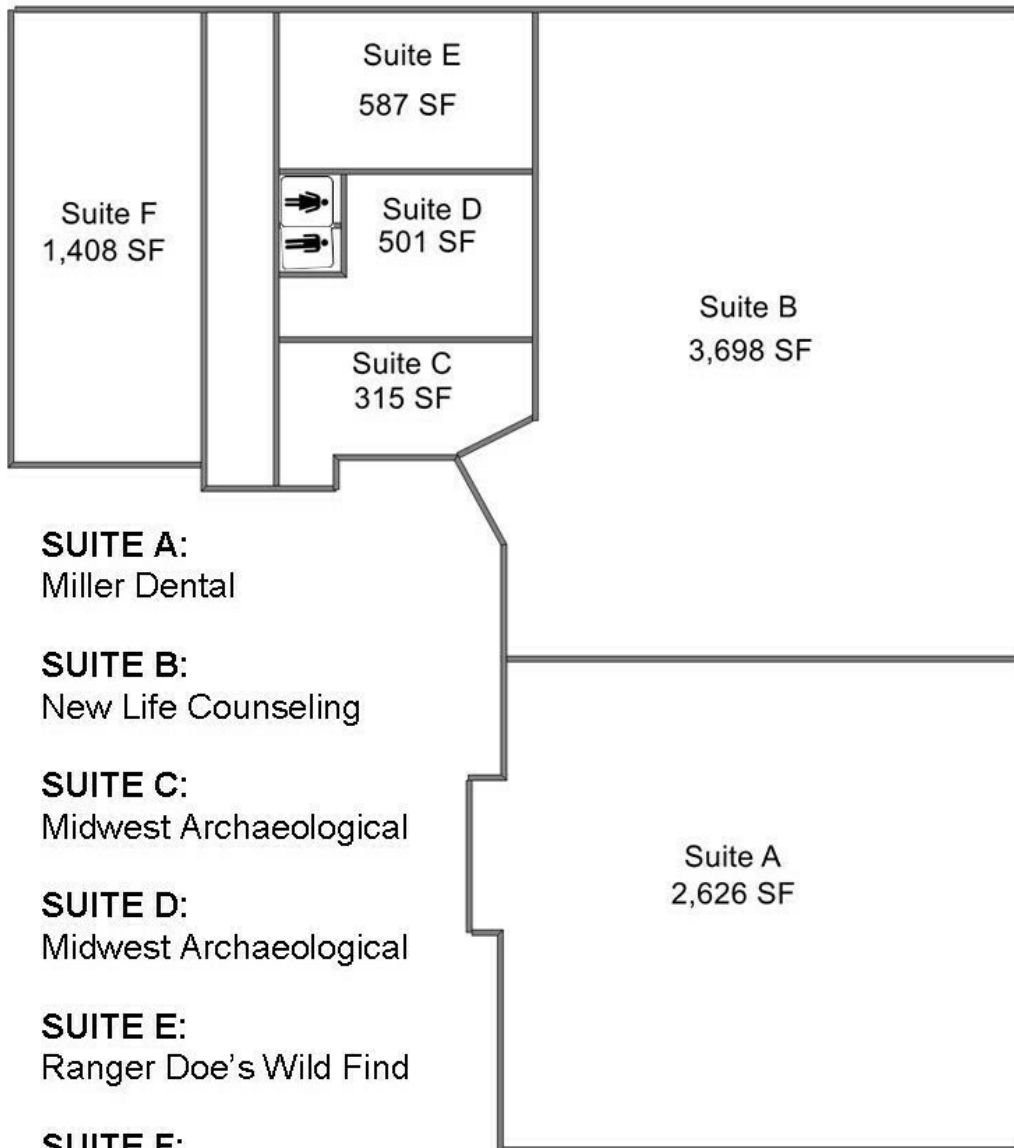 Suite E
587 SF
Suite F
1,408 SF
Suite D
501 SF
Suite B
3,698 SF
Suite C
315 SF
SUITE A:
Miller Dental
SUITE B:
New Life Counseling
SUITE C:
Midwest Archaeological
Suite A
2,626 SF
SUITE D:
Midwest Archaeological
SUITE E:
Ranger Doe's Wild Find
SUITE F: